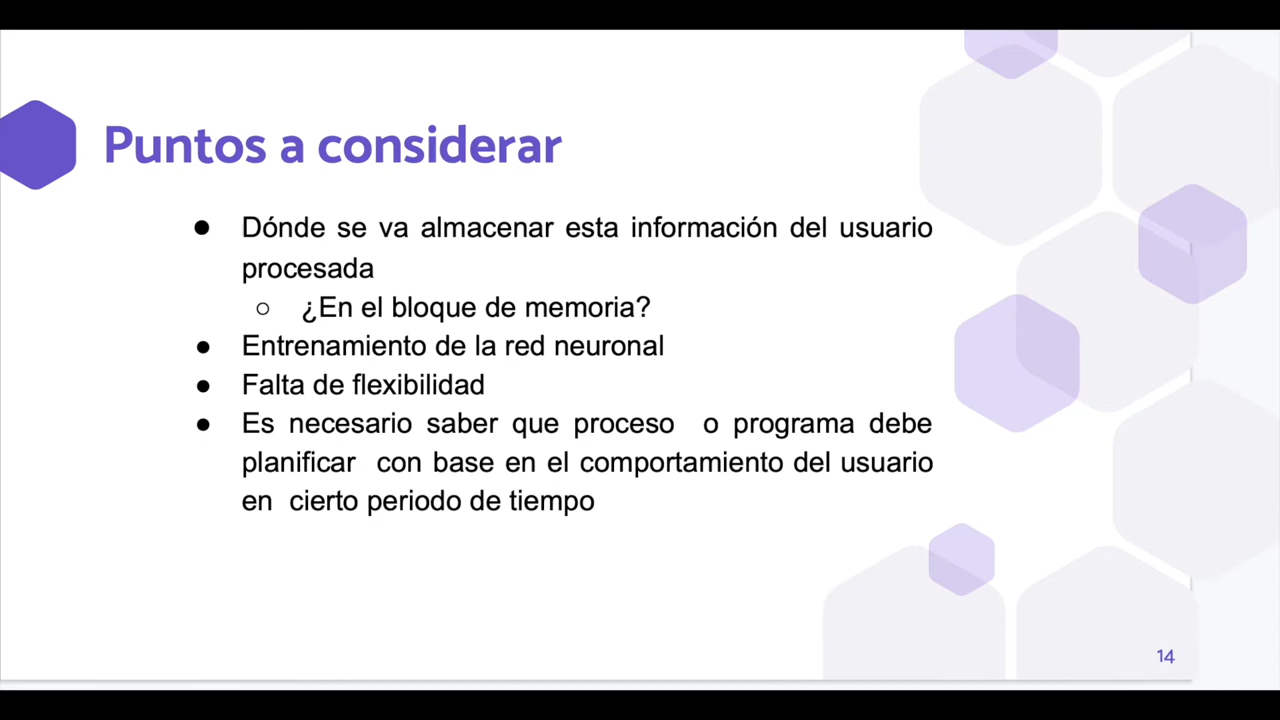 Puntos a considerar
● Dónde se va almacenar esta información del usuario
procesada
○ ¿En el bloque de memoria?
● Entrenamiento de la red neuronal
● Falta de flexibilidad
● Es necesario saber que proceso o programa debe
planificar con base en el comportamiento del usuario
en cierto periodo de tiempo
14